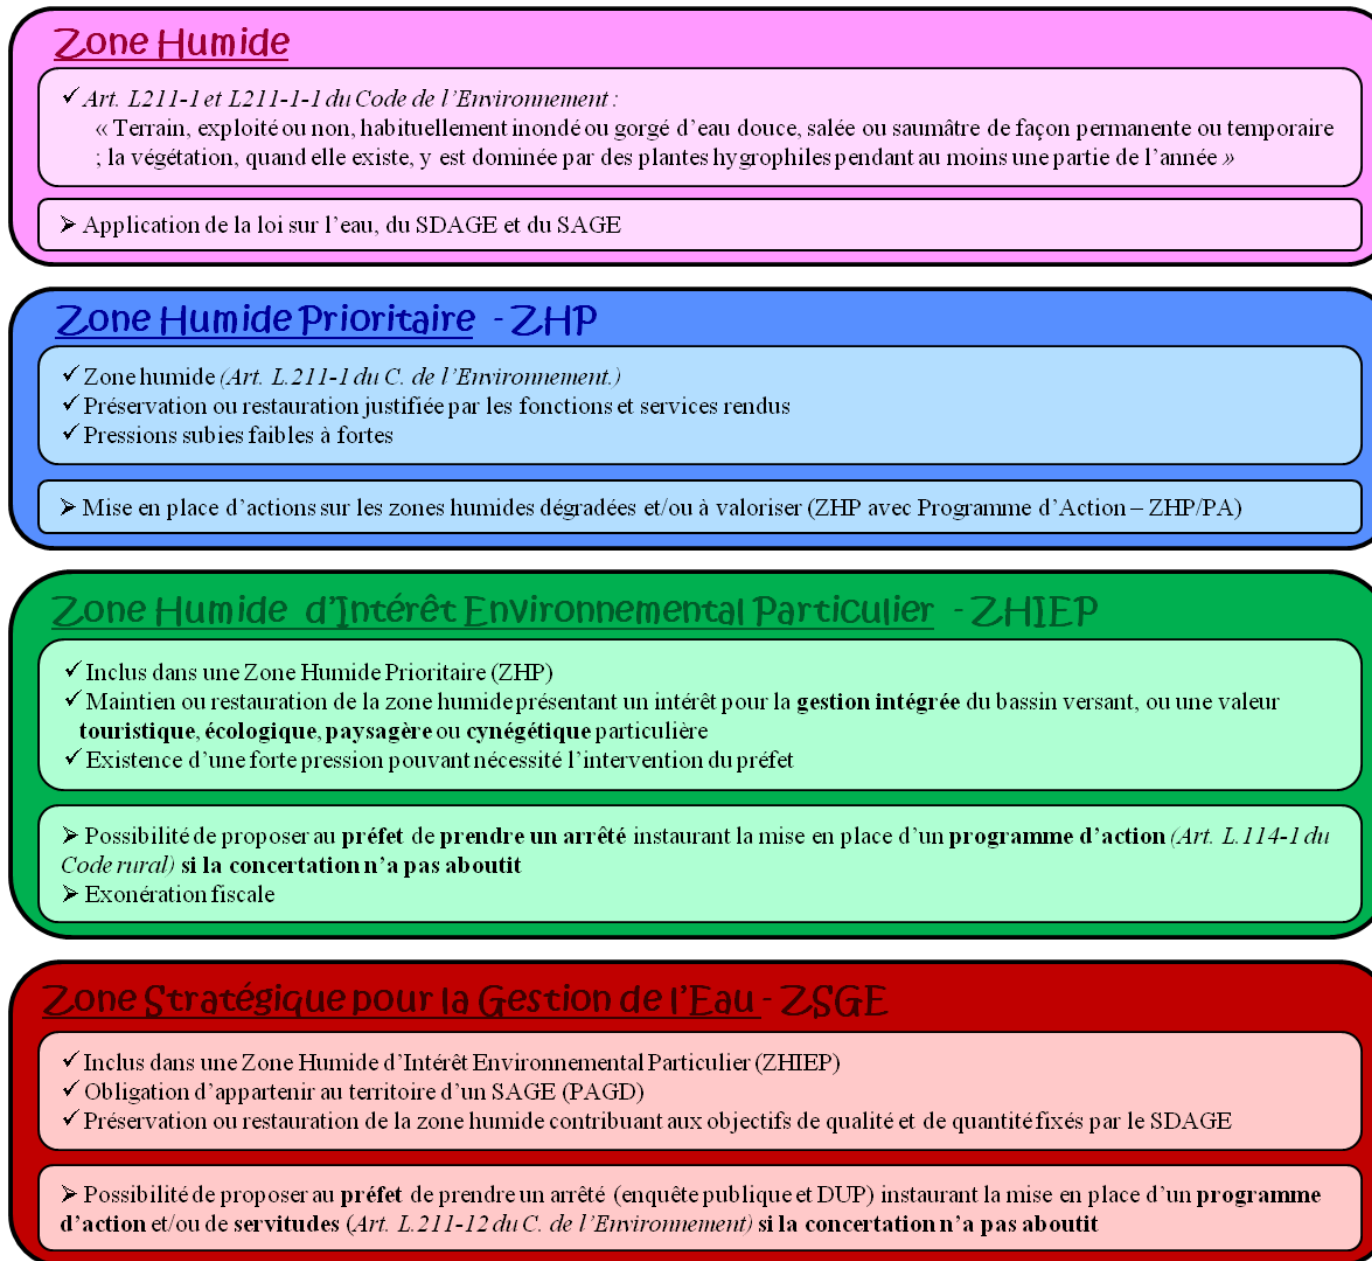 Zone Humide
✓ Art. L211-1 et L211-1-1 du Code de l’Environnement :
« Terrain, exploité ou non, habituellement inondé ou gorgé d’eau douce, salée ou saumâtre de façon permanente ou temporaire
; la végétation, quand elle existe, y est dominée par des plantes hygrophiles pendant au moins une partie de l’année »
➢ Application de la loi sur l’eau, du SDAGE et du SAGE
Zone Humide Prioritaire - ZHP
✓ Zone humide (Art. L.211-1 du C. de l’Environnement.)
✓ Préservation ou restauration justifiée par les fonctions et services rendus
✓ Pressions subies faibles à fortes
➢ Mise en place d’actions sur les zones humides dégradées et/ou à valoriser (ZHP avec Programme d’Action – ZHP/PA)
Zone Humide d’Intérêt Environnemental Particulier - ZHIEP
✓ Inclus dans une Zone Humide Prioritaire (ZHP)
✓ Maintien ou restauration de la zone humide présentant un intérêt pour la gestion intégrée du bassin versant, ou une valeur
touristique, écologique, paysagère ou cynégétique particulière
✓ Existence d’une forte pression pouvant nécessité l’intervention du préfet
➢ Possibilité de proposer au préfet de prendre un arrêté instaurant la mise en place d’un programme d’action (Art. L.114-1 du
Code rural) si la concertation n’a pas aboutit
➢ Exonération fiscale
Zone Stratégique pour la Gestion de l’Eau - ZSGE
✓ Inclus dans une Zone Humide d’Intérêt Environnemental Particulier (ZHIEP)
✓ Obligation d’appartenir au territoire d’un SAGE (PAGD)
✓ Préservation ou restauration de la zone humide contribuant aux objectifs de qualité et de quantité fixés par le SDAGE
➢ Possibilité de proposer au préfet de prendre un arrêté (enquête publique et DUP) instaurant la mise en place d’un programme
d’action et/ou de servitudes (Art. L.211-12 du C. de l’Environnement) si la concertation n’a pas aboutit